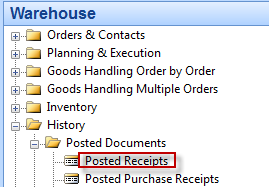 Warehouse
Orders & Contacts
Planning & Execution
Goods Handling Order by Order
Goods Handling Multiple Orders
Inventory
History
Posted Documents
Posted Receipts
Posted Purchase Receipts